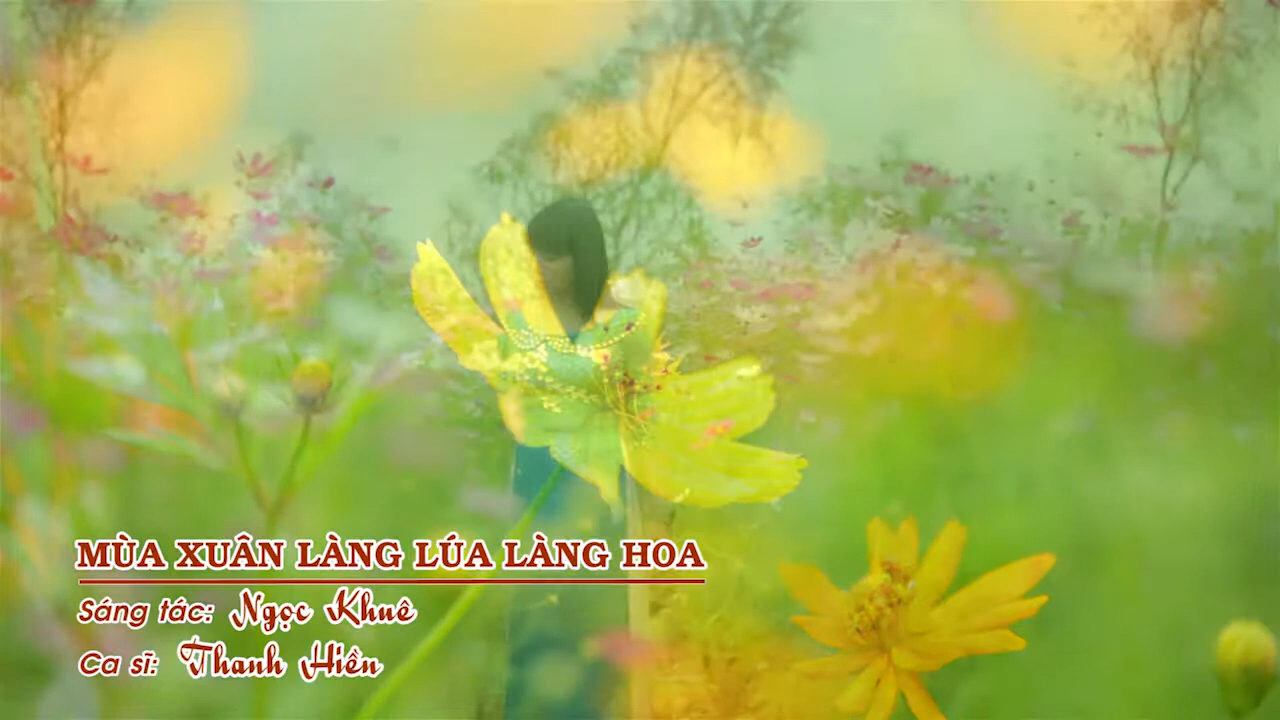 MÙA XUÂN LÀNG LÚA LÀNG HOA
Sáng tác: Ngọc Khuê
Ca sĩ: Thanh Hiền